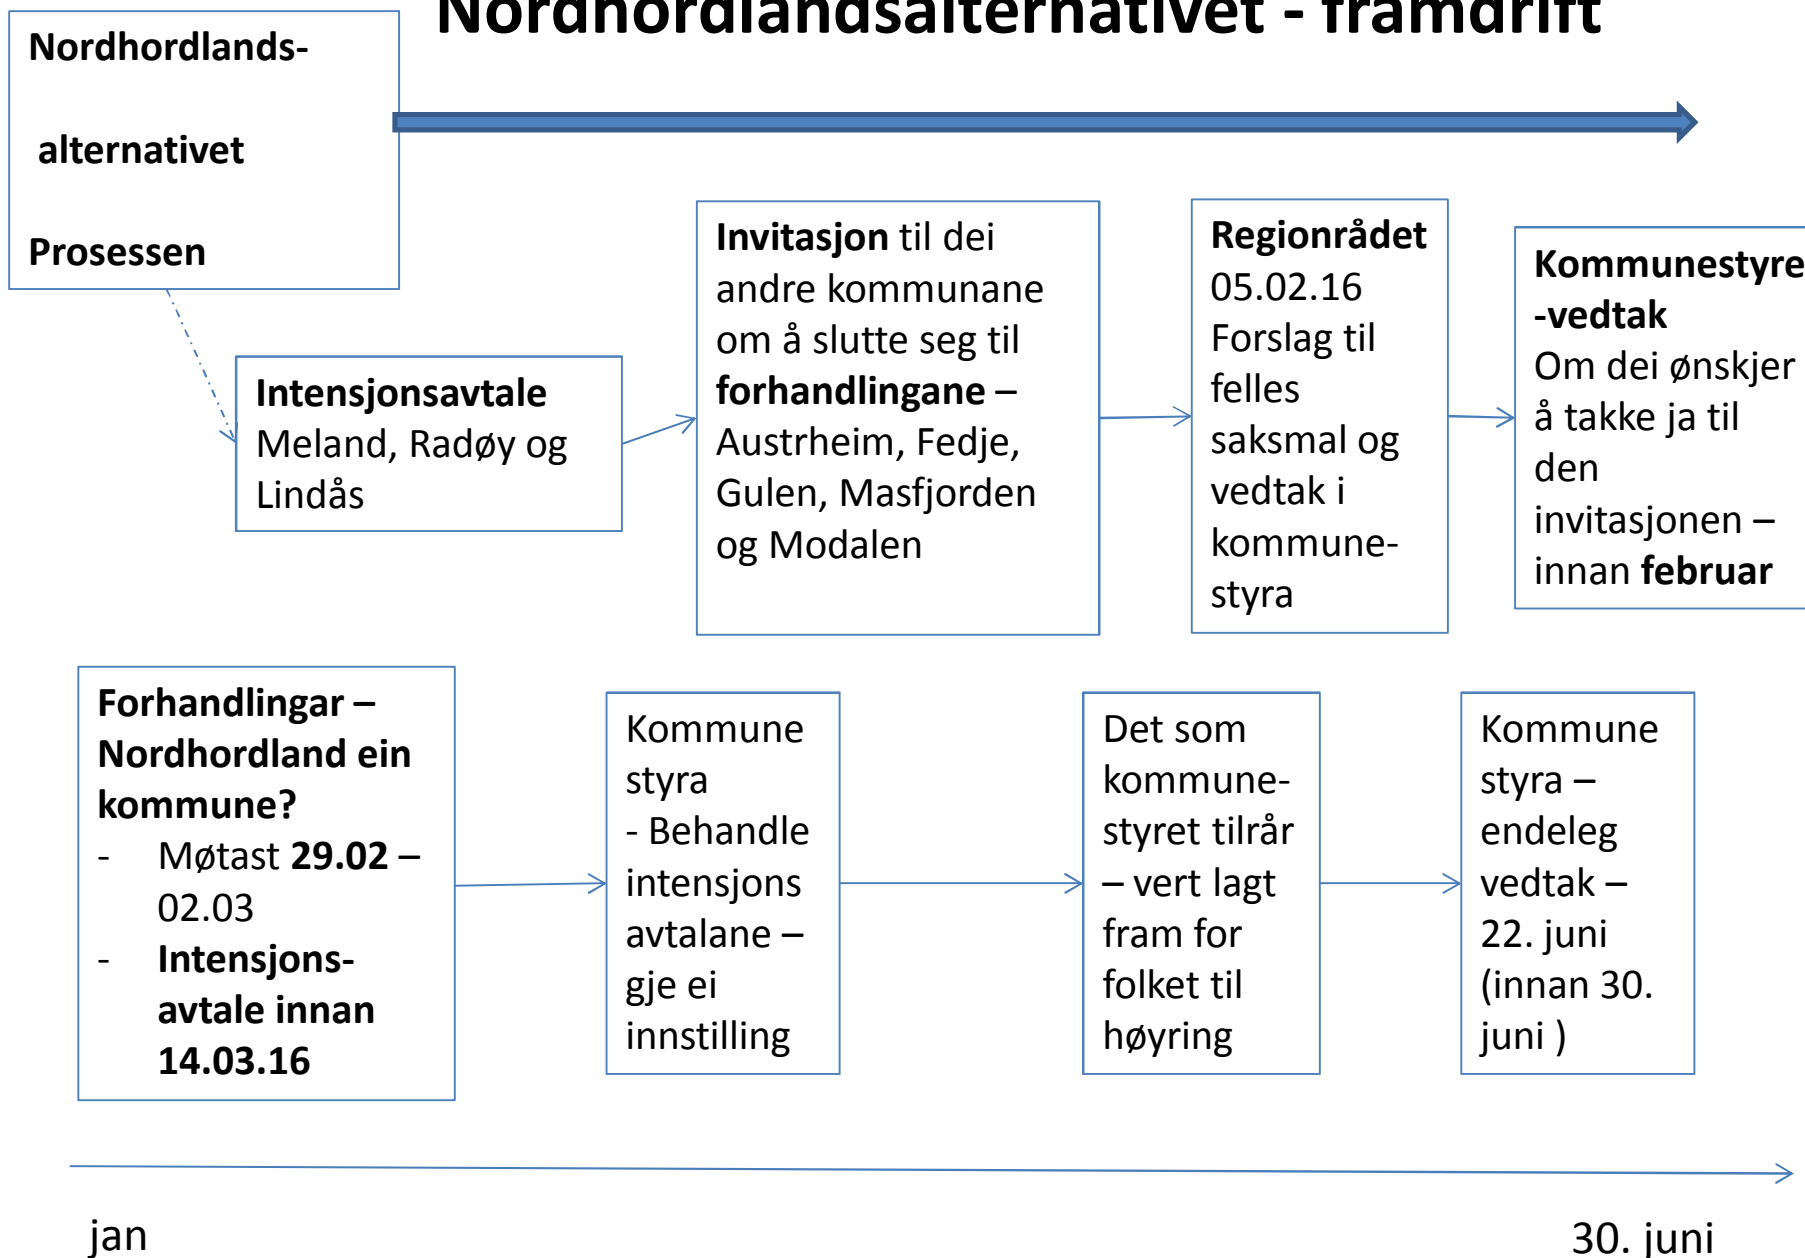 Nordhordlandsalternativet - framdrift
Nordhordlands-
alternativet
Prosessen
Intensjonsavtale
Meland, Radøy og
Lindås
Invitasjon til dei
andre kommunane
om å slutte seg til
forhandlingane –
Austrheim, Fedje,
Gulen, Masfjorden
og Modalen
Regionrådet
05.02.16
Forslag til
felles
saksmal og
vedtak i
kommune-
styra
Kommunestyre
-vedtak
Om dei ønskjer
å takke ja til
den
invitasjonen –
innan februar
Forhandlingar –
Nordhordland ein
kommune?
- Møtast 29.02 –
02.03
- Intensjons-
avtale innan
14.03.16
Kommune
styra
- Behandle
intensjons
avtalane –
gje ei
innstilling
Det som
kommune-
styret tilrår
– vert lagt
fram for
folket til
høyring
Kommune
styra –
endeleg
vedtak –
22. juni
(innan 30.
juni )
jan
30. juni